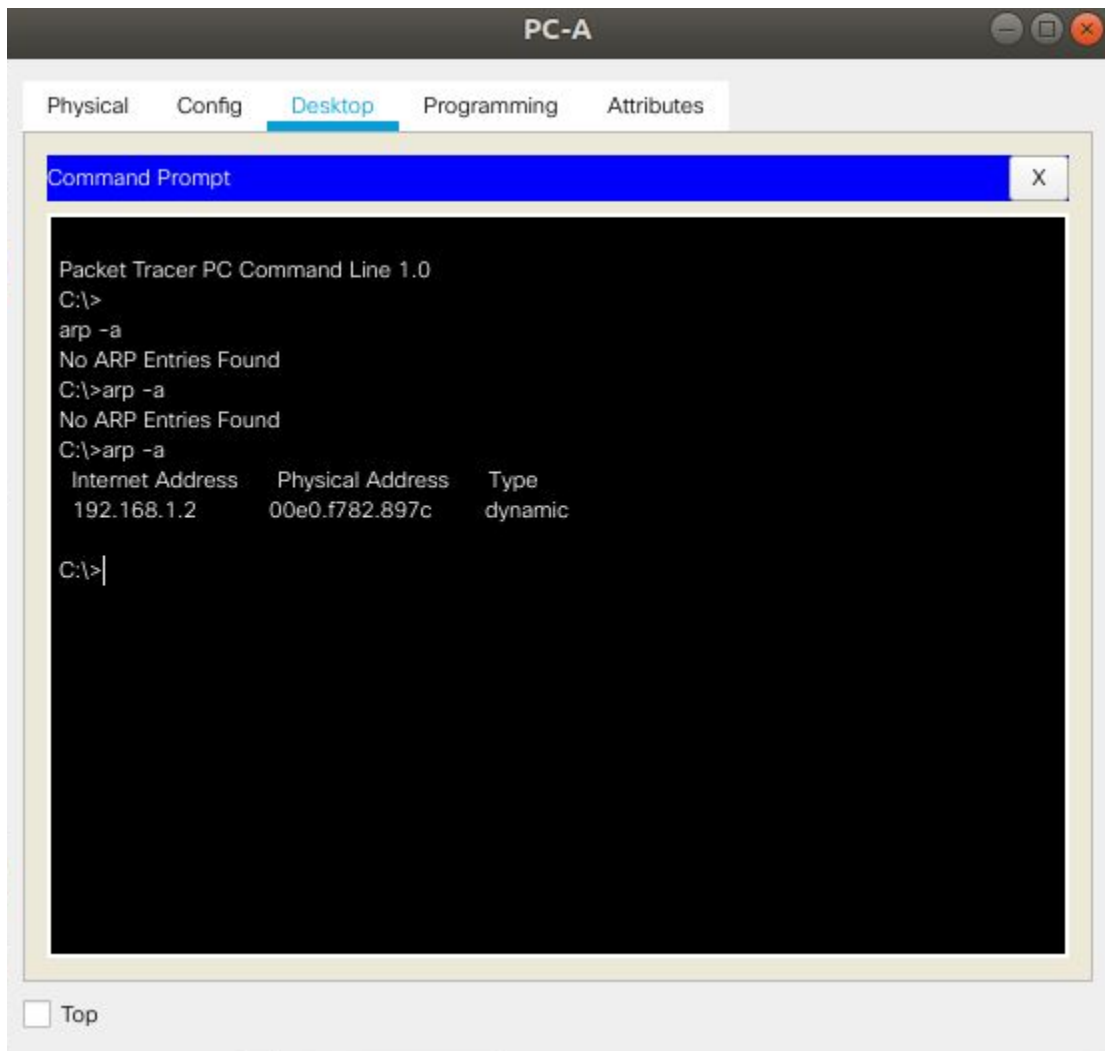 PC-A
Physical Config Desktop Programming Attributes
Command Prompt X
Packet Tracer PC Command Line 1.0
C:\>
arp -a
No ARP Entries Found
C:\>arp -a
No ARP Entries Found
C:\>arp -a
Internet Address Physical Address Type
192.168.1.2 00e0.f782.897c dynamic
C:\>
Top